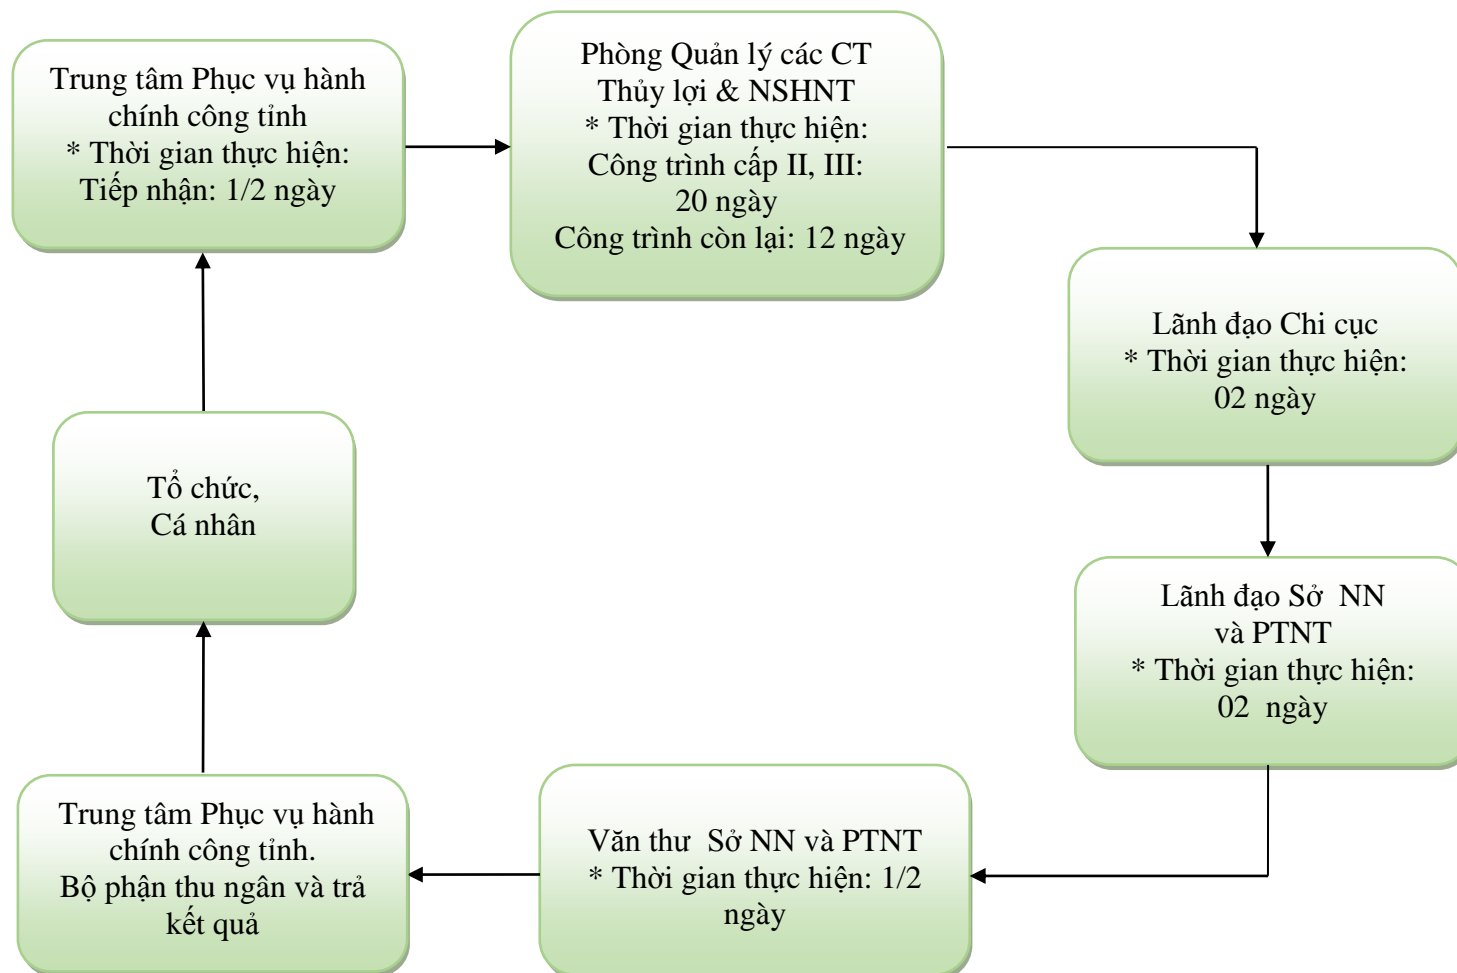 Trung tâm Phục vụ hành
chính công tỉnh
* Thời gian thực hiện:
Tiếp nhận: 1/2 ngày
Phòng Quản lý các CT
Thủy lợi & NSHNT
* Thời gian thực hiện:
Công trình cấp II, III:
20 ngày
Công trình còn lại: 12 ngày
Lãnh đạo Chi cục
* Thời gian thực hiện:
02 ngày
Lãnh đạo Sở NN
và PTNT
* Thời gian thực hiện:
02 ngày
Văn thư Sở NN và PTNT
* Thời gian thực hiện: 1/2
ngày
Trung tâm Phục vụ hành
chính công tỉnh.
Bộ phận thu ngân và trả
kết quả
Tổ chức,
Cá nhân